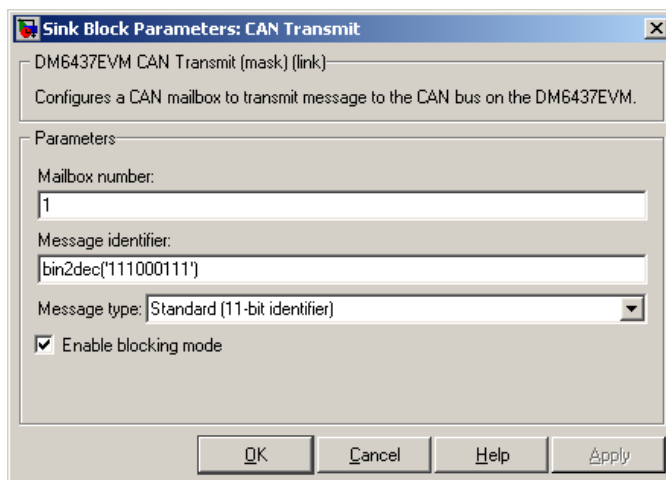 Sink Block Parameters: CAN Transmit
DM6437EVM CAN Transmit (mask) (link)
Configures a CAN mailbox to transmit message to the CAN bus on the DM6437EVM.
Parameters
Mailbox number:
1
Message identifier:
bin2dec('111000111')
Message type: Standard (11-bit identifier)
Enable blocking mode
OK Cancel Help Apply